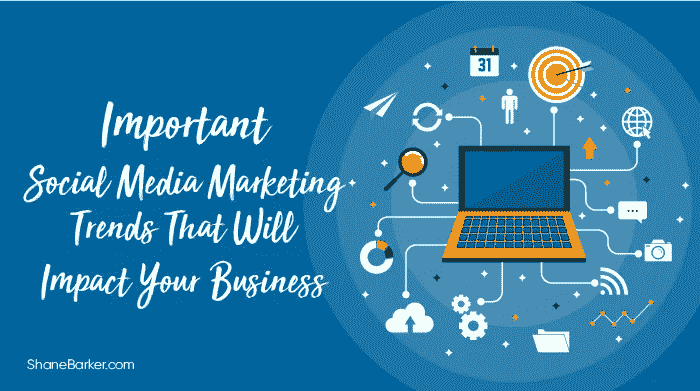 Important
Social Media Marketing
Trends That Will
Impact Your Business
31
ShaneBarker.com